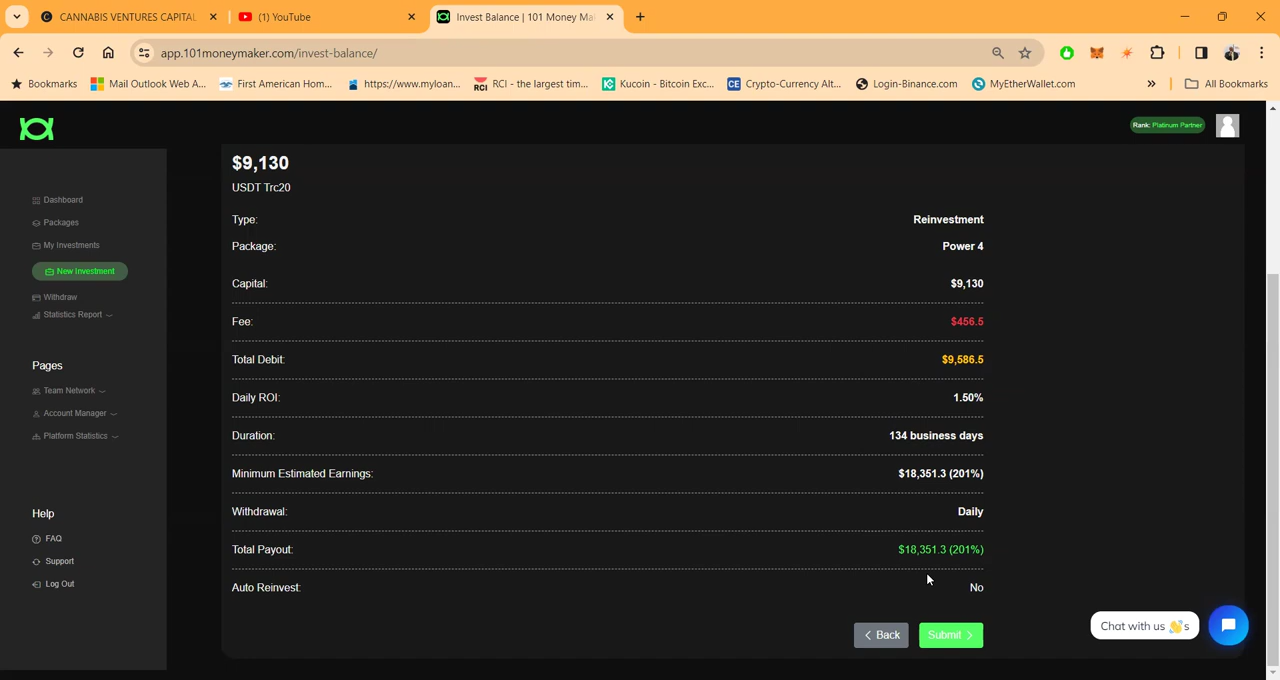 CANNABIS VENTURES CAPITAL
(1) YouTube
Invest Balance | 101 Money Ma
app.101moneymaker.com/invest-balance/
Bookmarks
Mail Outlook Web A...
First American Hom...
https://www.myloan...
RCI
RCI - the largest tim...
Kucoin - Bitcoin Exc...
CE
Crypto-Currency Alt...
Login-Binance.com
MyEtherWallet.com
»
All Bookmarks
Rank: Platinum Partner
Dashboard
Packages
My Investments
New Investment
Withdraw
Statistics Report
Pages
Team Network
Account Manager
Platform Statistics
Help
FAQ
Support
Log Out
$9,130
USDT Trc20
Type: Reinvestment
Package: Power 4
Capital: $9,130
Fee: $456.5
Total Debit: $9,586.5
Daily ROI: 1.50%
Duration: 134 business days
Minimum Estimated Earnings: $18,351.3 (201%)
Withdrawal: Daily
Total Payout: $18,351.3 (201%)
Auto Reinvest: No
< Back
Submit >
Chat with us 👋's